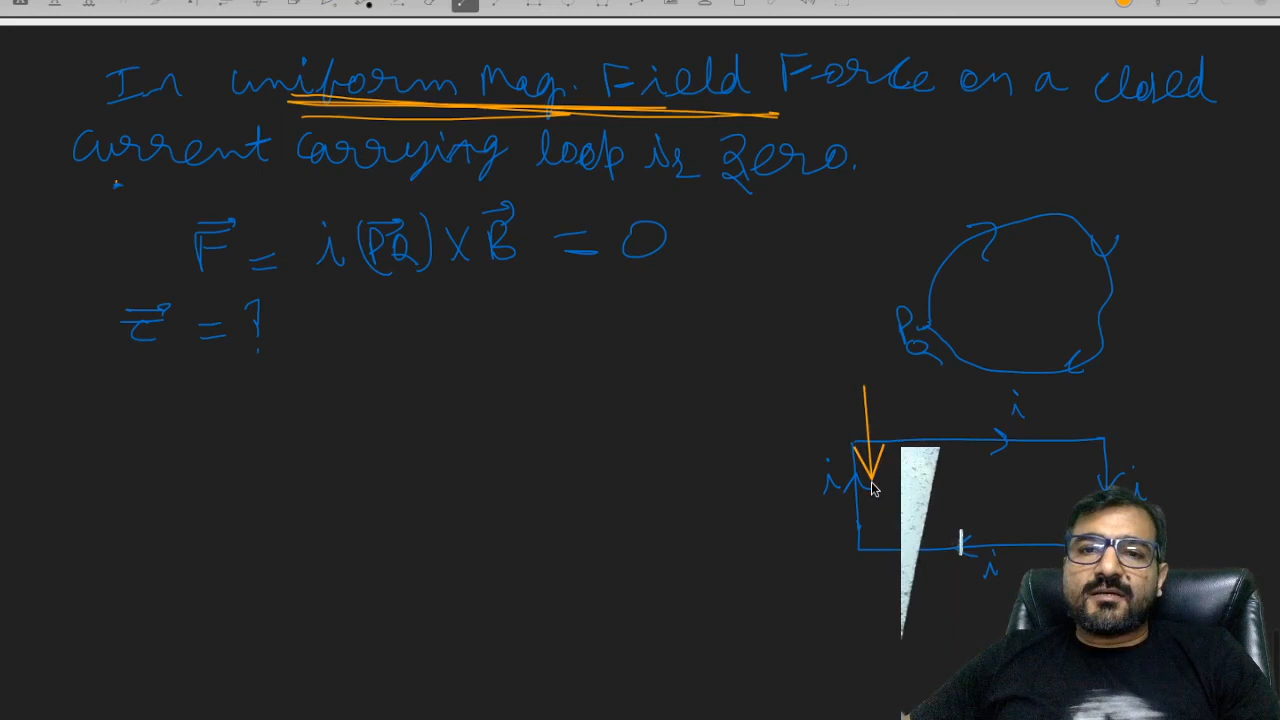 In uniform Mag. Field Force on a closed
current carrying loop is zero.
F⃗ = i(PQ⃗) × B⃗ = 0
τ⃗ = ?
P
Q
i
i
i
i